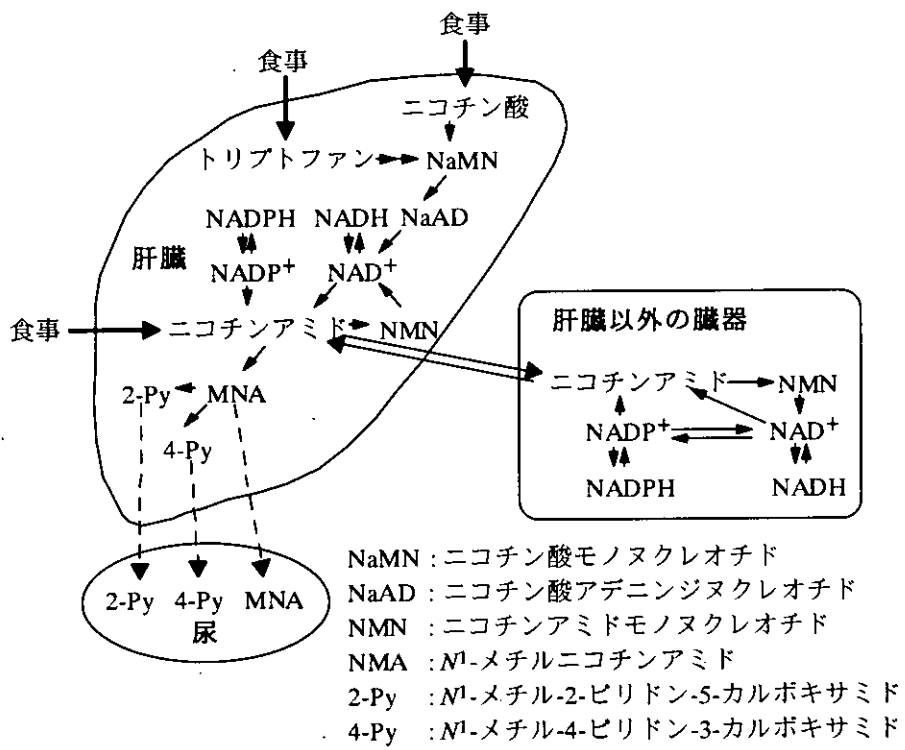 食事
食事
ニコチン酸
トリプトファン NaMN
NADPH NADH NaAD
肝臓
NADP+ NAD+
食事 ニコチンアミド NMN
2-Py MNA
4-Py
2-Py 4-Py MNA
尿
肝臓以外の臓器
ニコチンアミド NMN
NADP+ NAD+
NADPH NADH
NaMN : ニコチン酸モノヌクレオチド
NaAD : ニコチン酸アデニンジヌクレオチド
NMN : ニコチンアミドモノヌクレオチド
NMA : N1-メチルニコチンアミド
2-Py : N1-メチル-2-ピリドン-5-カルボキサミド
4-Py : N1-メチル-4-ピリドン-3-カルボキサミド